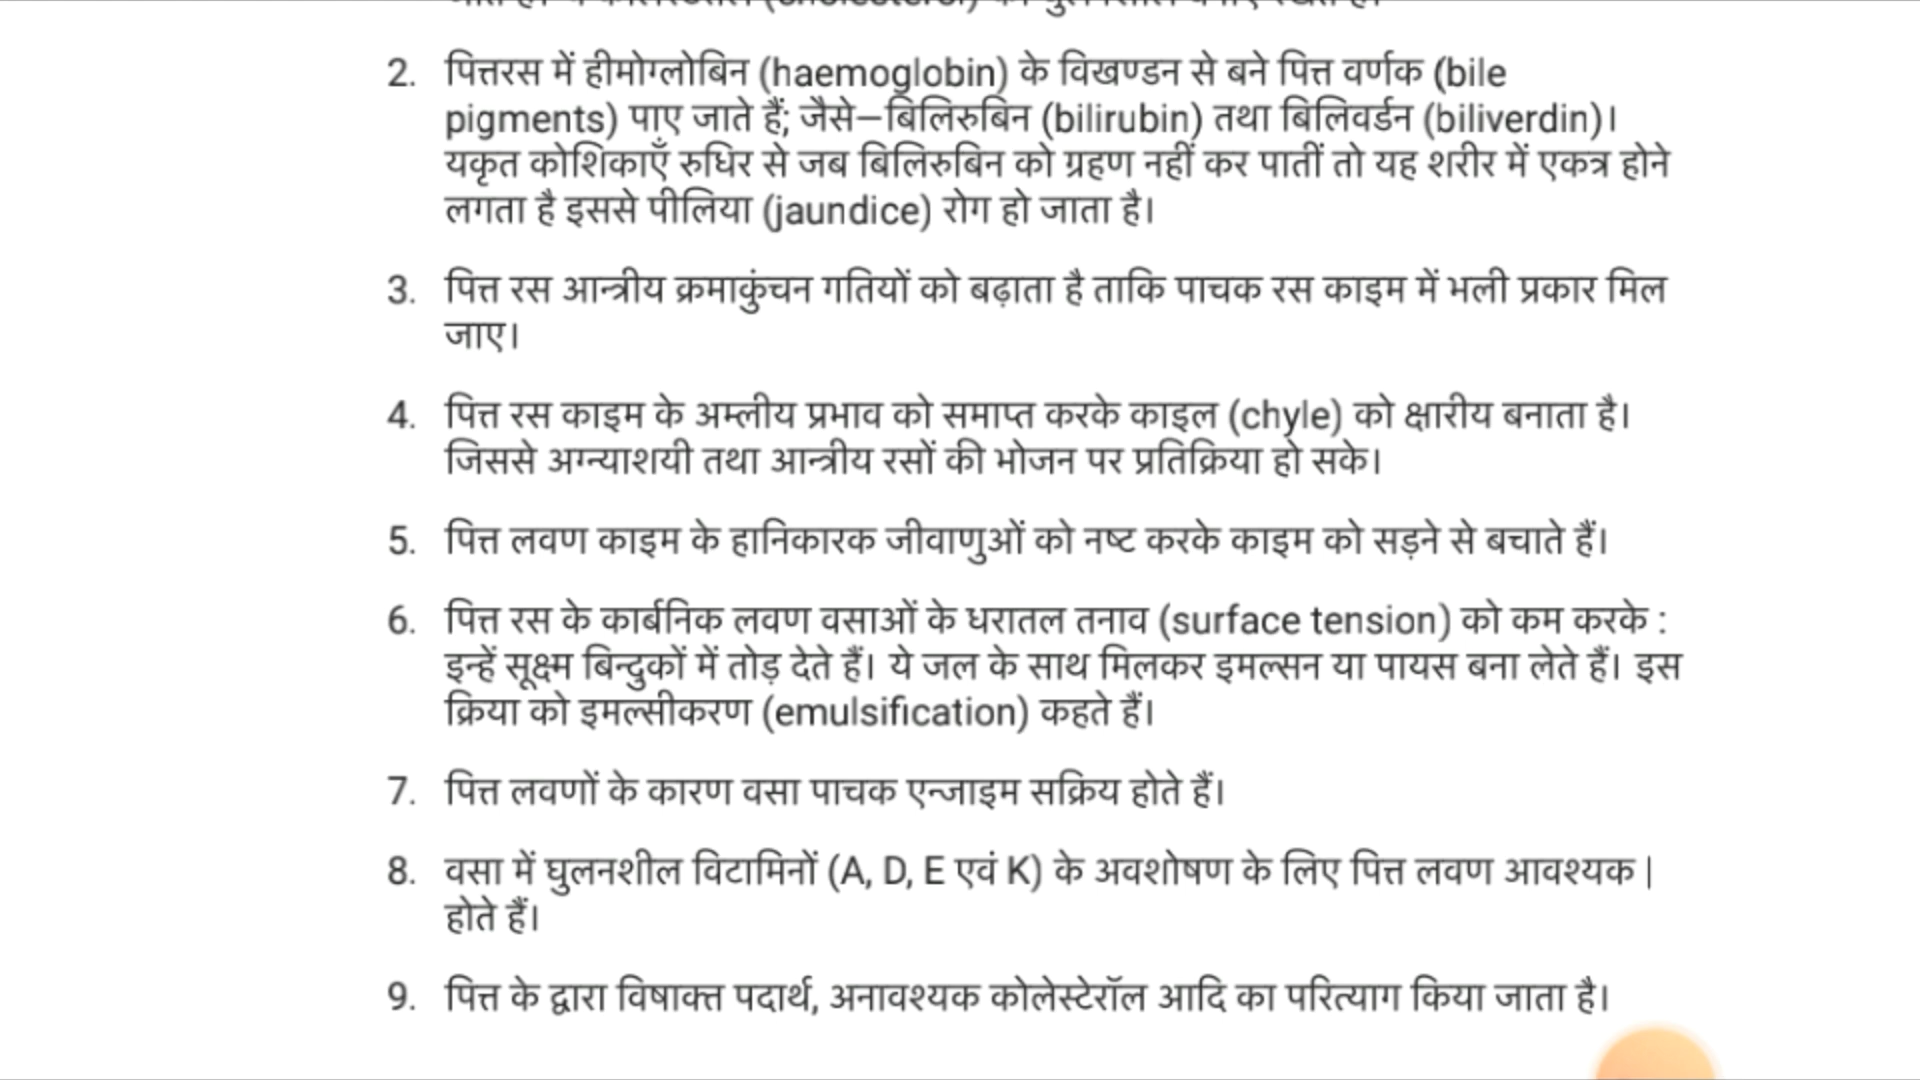 2. पित्तरस में हीमोग्लोबिन (haemoglobin) के विखण्डन से बने पित्त वर्णक (bile
pigments) पाए जाते हैं; जैसे—बिलिरुबिन (bilirubin) तथा बिलिवर्डन (biliverdin)।
यकृत कोशिकाएँ रुधिर से जब बिलिरुबिन को ग्रहण नहीं कर पातीं तो यह शरीर में एकत्र होने
लगता है इससे पीलिया (jaundice) रोग हो जाता है।
3. पित्त रस आन्त्रीय क्रमाकुंचन गतियों को बढ़ाता है ताकि पाचक रस काइम में भली प्रकार मिल
जाए।
4. पित्त रस काइम के अम्लीय प्रभाव को समाप्त करके काइल (chyle) को क्षारीय बनाता है।
जिससे अग्न्याशयी तथा आन्त्रीय रसों की भोजन पर प्रतिक्रिया हो सके।
5. पित्त लवण काइम के हानिकारक जीवाणुओं को नष्ट करके काइम को सड़ने से बचाते हैं।
6. पित्त रस के कार्बनिक लवण वसाओं के धरातल तनाव (surface tension) को कम करके :
इन्हें सूक्ष्म बिन्दुकों में तोड़ देते हैं। ये जल के साथ मिलकर इमल्सन या पायस बना लेते हैं। इस
क्रिया को इमल्सीकरण (emulsification) कहते हैं।
7. पित्त लवणों के कारण वसा पाचक एन्जाइम सक्रिय होते हैं।
8. वसा में घुलनशील विटामिनों (A, D, E एवं K) के अवशोषण के लिए पित्त लवण आवश्यक |
होते हैं।
9. पित्त के द्वारा विषाक्त पदार्थ, अनावश्यक कोलेस्टेरॉल आदि का परित्याग किया जाता है।